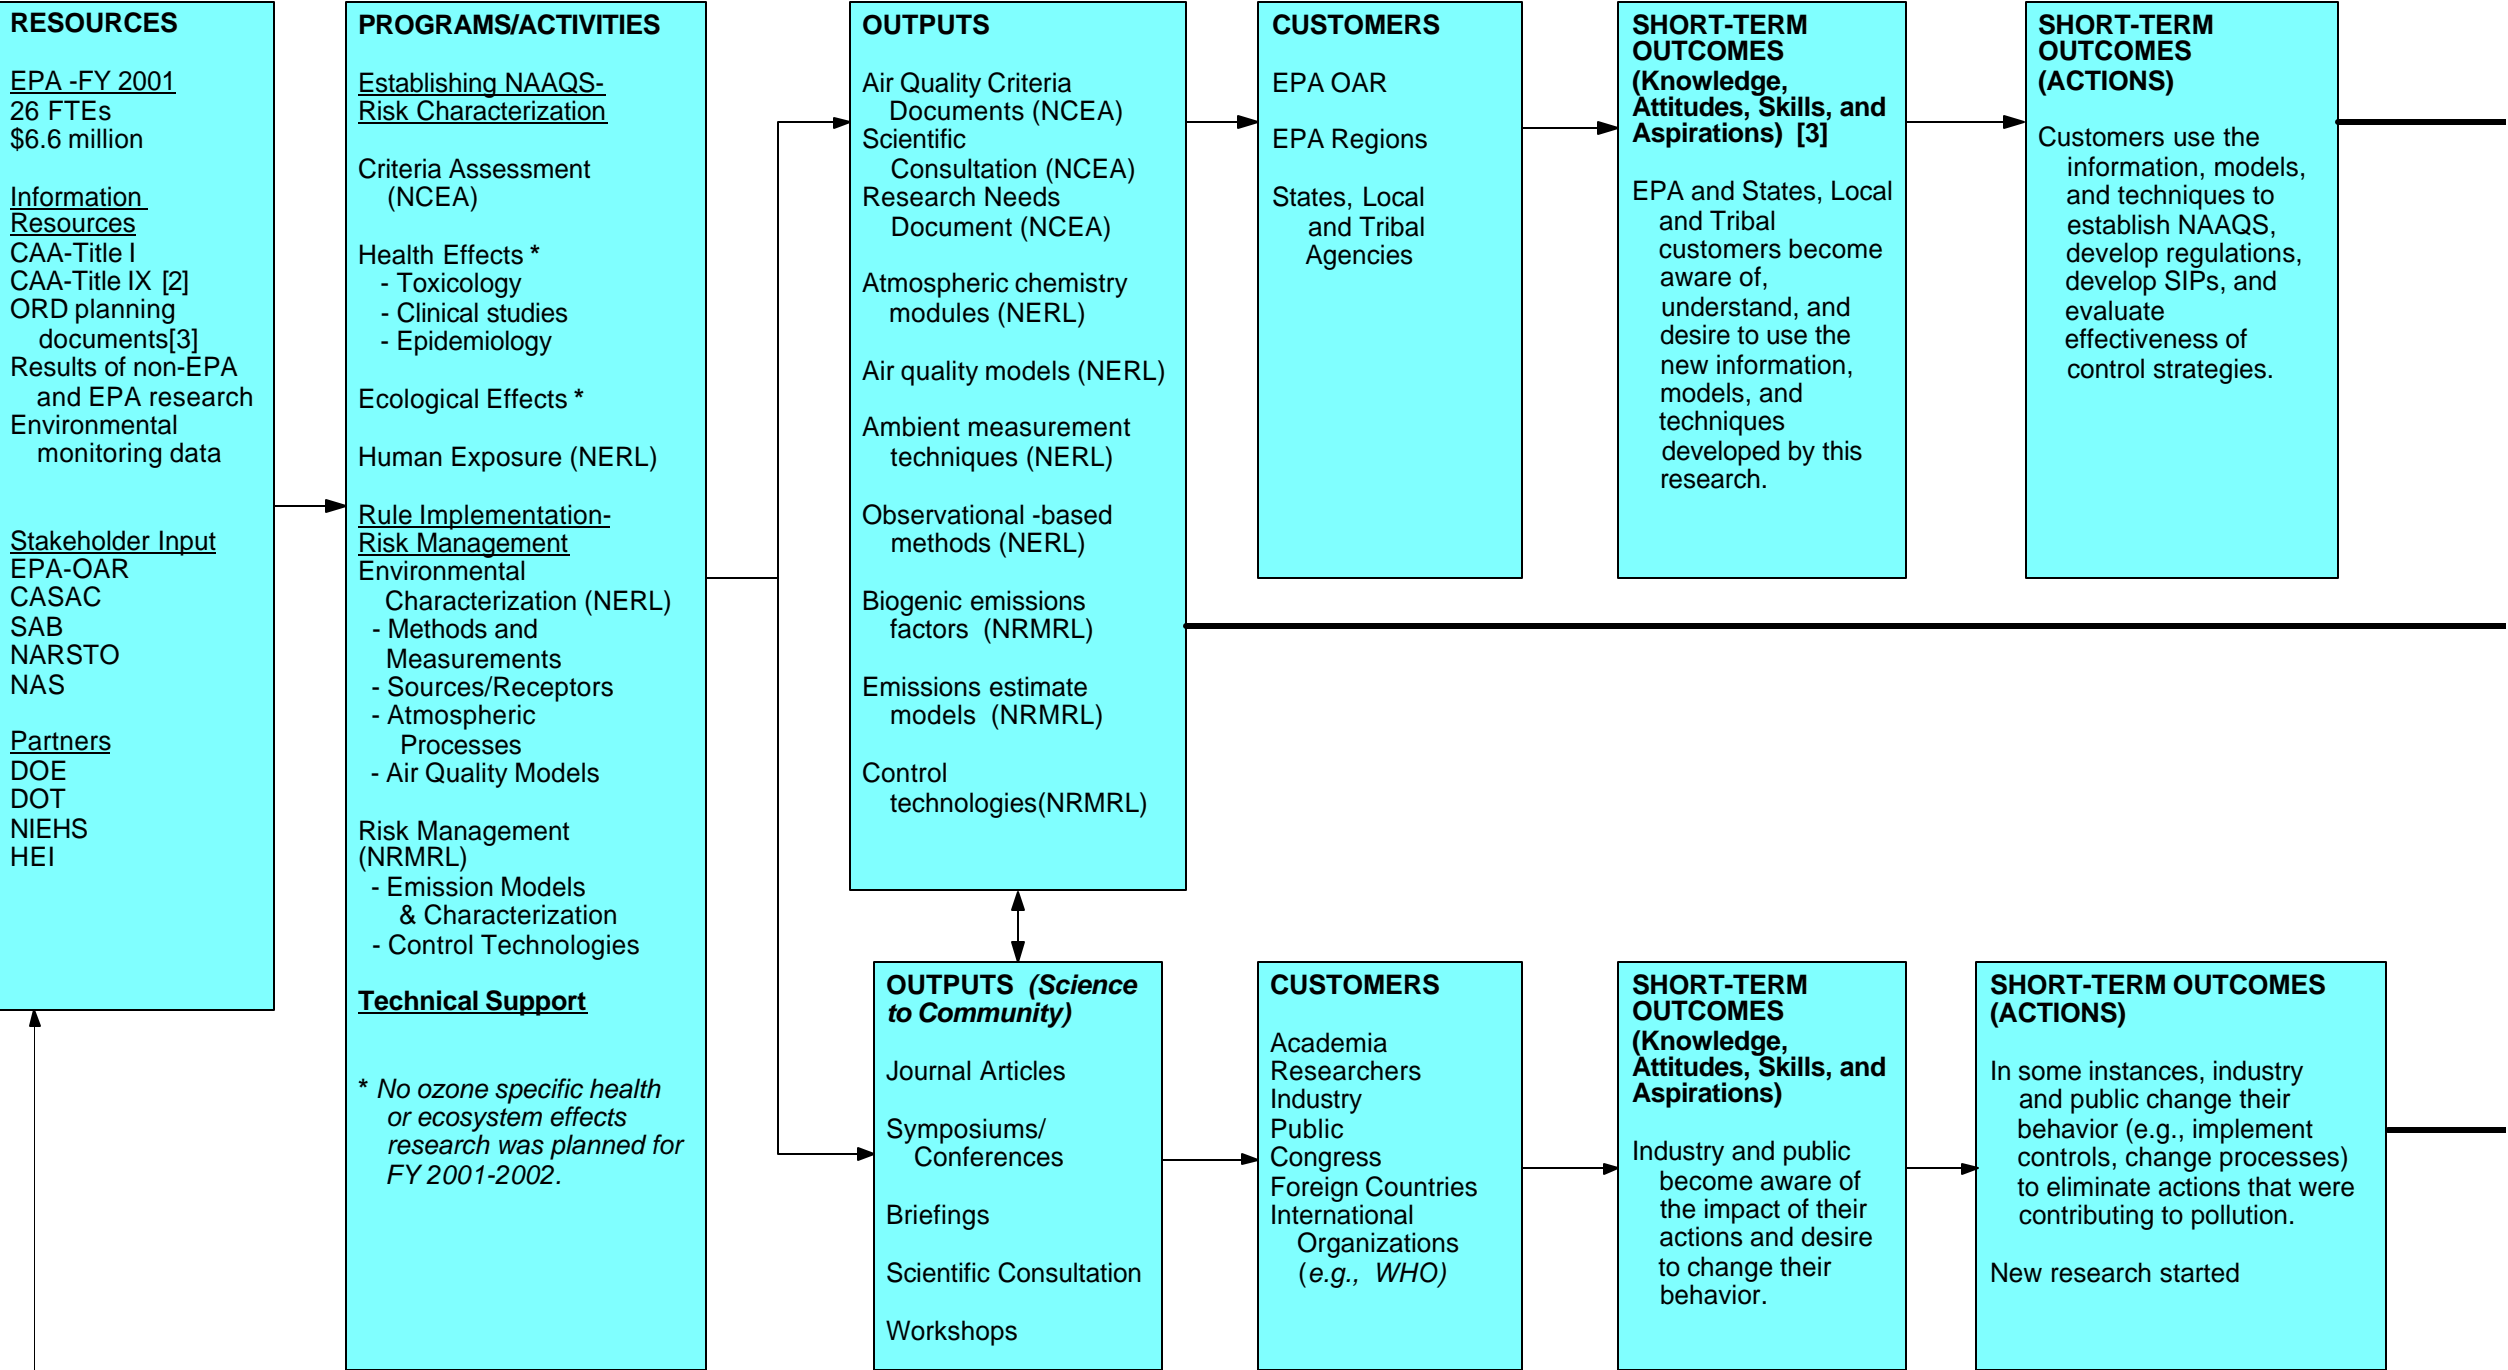 RESOURCES
EPA -FY 2001
26 FTEs
$6.6 million
Information
Resources
CAA-Title I
CAA-Title IX [2]
ORD planning
documents[3]
Results of non-EPA
and EPA research
Environmental
monitoring data
Stakeholder Input
EPA-OAR
CASAC
SAB
NARSTO
NAS
Partners
DOE
DOT
NIEHS
HEI
PROGRAMS/ACTIVITIES
Establishing NAAQS-
Risk Characterization
Criteria Assessment
(NCEA)
Health Effects *
- Toxicology
- Clinical studies
- Epidemiology
Ecological Effects *
Human Exposure (NERL)
Rule Implementation-
Risk Management
Environmental
Characterization (NERL)
- Methods and
Measurements
- Sources/Receptors
- Atmospheric
Processes
- Air Quality Models
Risk Management
(NRMRL)
- Emission Models
& Characterization
- Control Technologies
Technical Support
* No ozone specific health
or ecosystem effects
research was planned for
FY 2001-2002.
OUTPUTS
Air Quality Criteria
Documents (NCEA)
Scientific
Consultation (NCEA)
Research Needs
Document (NCEA)
Atmospheric chemistry
modules (NERL)
Air quality models (NERL)
Ambient measurement
techniques (NERL)
Observational -based
methods (NERL)
Biogenic emissions
factors (NRMRL)
Emissions estimate
models (NRMRL)
Control
technologies(NRMRL)
CUSTOMERS
EPA OAR
EPA Regions
States, Local
and Tribal
Agencies
SHORT-TERM
OUTCOMES
(Knowledge,
Attitudes, Skills, and
Aspirations) [3]
EPA and States, Local
and Tribal
customers become
aware of,
understand, and
desire to use the
new information,
models, and
techniques
developed by this
research.
SHORT-TERM
OUTCOMES
(ACTIONS)
Customers use the
information, models,
and techniques to
establish NAAQS,
develop regulations,
develop SIPs, and
evaluate
effectiveness of
control strategies.
OUTPUTS (Science
to Community)
Journal Articles
Symposiums/
Conferences
Briefings
Scientific Consultation
Workshops
CUSTOMERS
Academia
Researchers
Industry
Public
Congress
Foreign Countries
International
Organizations
(e.g., WHO)
SHORT-TERM
OUTCOMES
(Knowledge,
Attitudes, Skills, and
Aspirations)
Industry and public
become aware of
the impact of their
actions and desire
to change their
behavior.
SHORT-TERM OUTCOMES
(ACTIONS)
In some instances, industry
and public change their
behavior (e.g., implement
controls, change processes)
to eliminate actions that were
contributing to pollution.
New research started